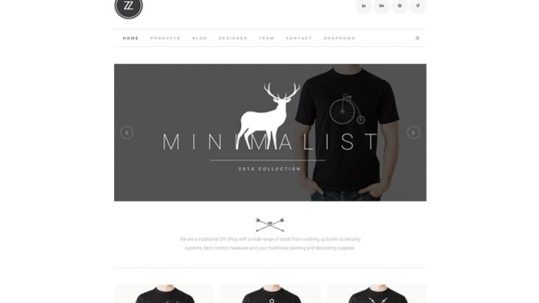 ZZ
in Be
HOME PRODUCTS BLOG DESIGNER TEAM CONTACT DROPDOWN
MINIMALIST
2015 COLLECTION
We are a traditional DIY shop with a wide range of stock from washing up bowls to security
systems, best control measures and your traditional painting and decorating supplies.